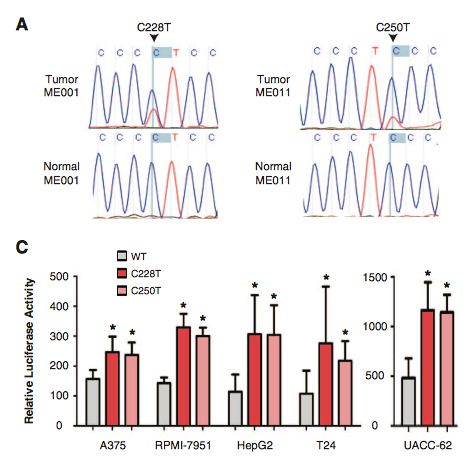 A
C228T
C250T
C C C C T C C
C C C T C C C
Tumor
ME001
Tumor
ME011
C C C C T C C
C C C T C C C
Normal
ME001
Normal
ME011
C
WT
C228T
C250T
Relative Luciferase Activity
500
400
300
200
100
0
* * * * * * * *
A375 RPMI-7951 HepG2 T24
1500
1000
500
0
* *
UACC-62